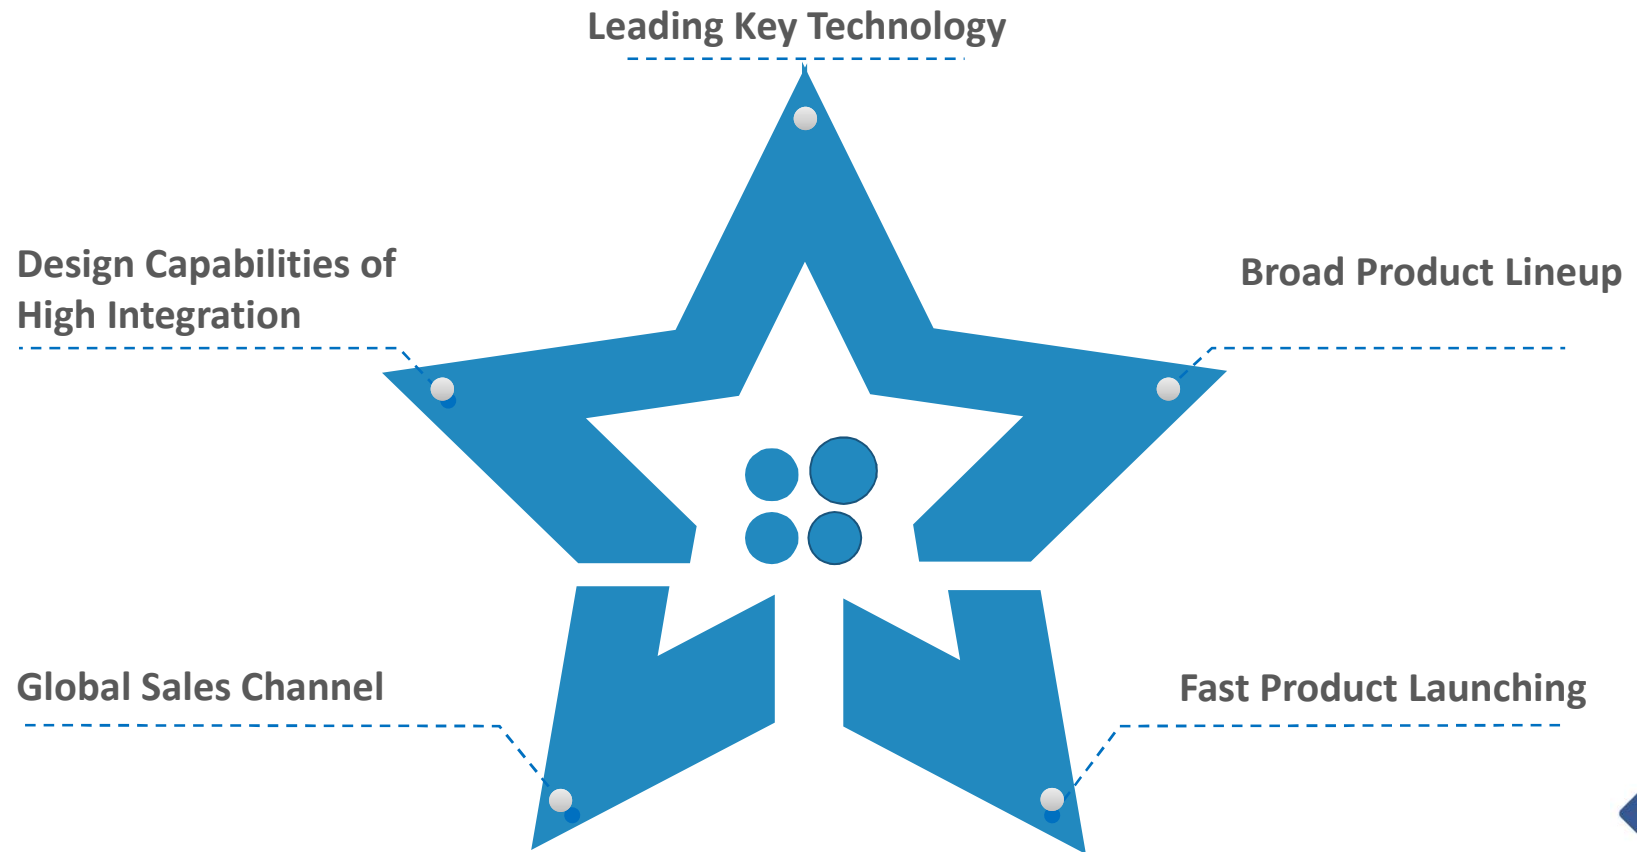 Leading Key Technology
Design Capabilities of
High Integration
Broad Product Lineup
Global Sales Channel
Fast Product Launching